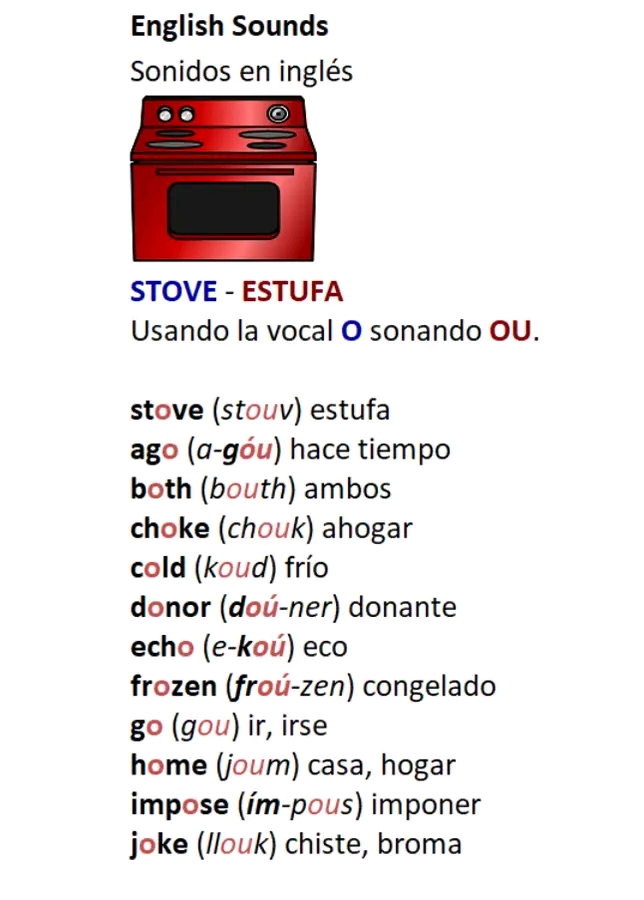 English Sounds
Sonidos en inglés
STOVE - ESTUFA
Usando la vocal O sonando OU.
stove (stouv) estufa
ago (a-góu) hace tiempo
both (bouth) ambos
choke (chouk) ahogar
cold (koud) frío
donor (doú-ner) donante
echo (e-koú) eco
frozen (froú-zen) congelado
go (gou) ir, irse
home (joum) casa, hogar
impose (ím-pous) imponer
joke (llouk) chiste, broma